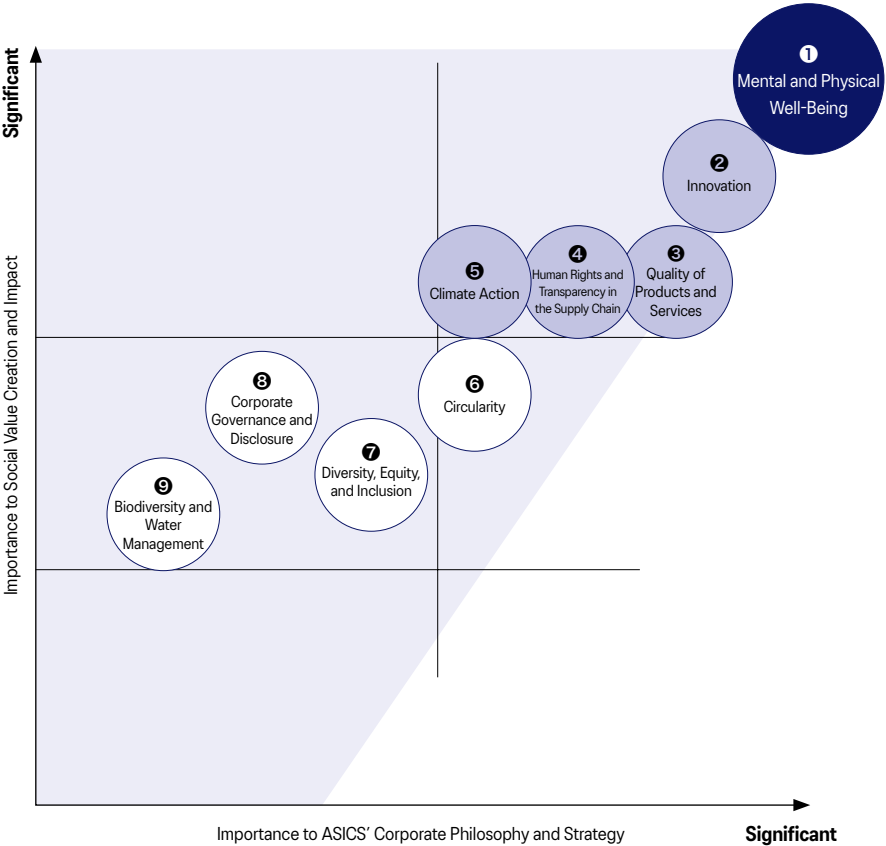 Significant
Importance to Social Value Creation and Impact
❶
Mental and Physical
Well-Being
❷
Innovation
❸
Quality of
Products and
Services
❹
Human Rights and
Transparency in
the Supply Chain
❺
Climate Action
❻
Circularity
❼
Diversity, Equity,
and Inclusion
❽
Corporate
Governance and
Disclosure
❾
Biodiversity and
Water
Management
Importance to ASICS’ Corporate Philosophy and Strategy
Significant